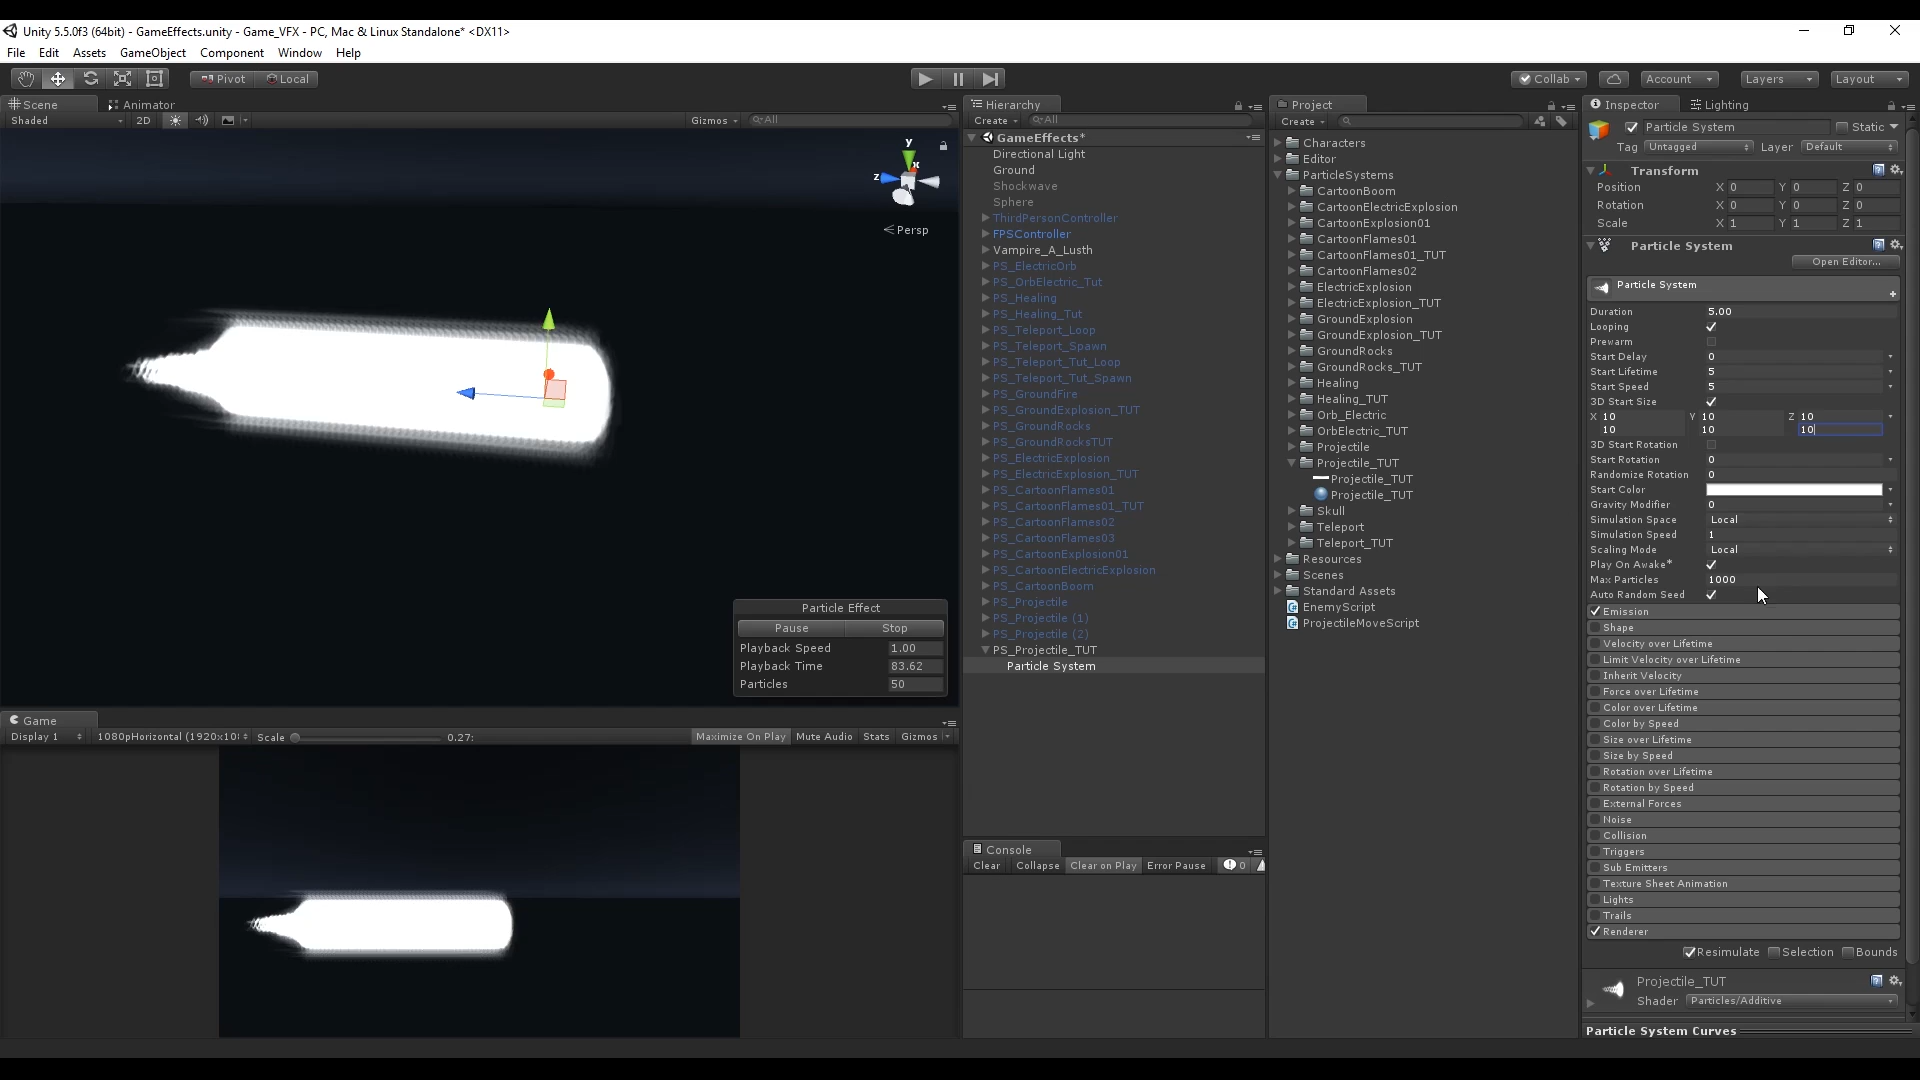 Unity 5.5.0f3 (64bit) - GameEffects.unity - Game_VFX - PC, Mac & Linux Standalone* <DX11>
File Edit Assets GameObject Component Window Help
Pivot Local Collab Account Layers Layout
Scene Animator
Shaded 2D Gizmos All
y
x
z
Persp
Particle Effect
Pause Stop
Playback Speed 1.00
Playback Time 83.62
Particles 50
Game
Display 1 1080pHorizontal (1920x10 Scale 0.27: Maximize On Play Mute Audio Stats Gizmos
Hierarchy
Create All
GameEffects*
Directional Light
Ground
Shockwave
Sphere
ThirdPersonController
FPSController
Vampire_A_Lusth
PS_ElectricOrb
PS_OrbElectric_Tut
PS_Healing
PS_Healing_Tut
PS_Teleport_Loop
PS_Teleport_Spawn
PS_Teleport_Tut_Loop
PS_Teleport_Tut_Spawn
PS_GroundFire
PS_GroundExplosion_TUT
PS_GroundRocks
PS_GroundRocksTUT
PS_ElectricExplosion
PS_ElectricExplosion_TUT
PS_CartoonFlames01
PS_CartoonFlames01_TUT
PS_CartoonFlames02
PS_CartoonFlames03
PS_CartoonExplosion01
PS_CartoonElectricExplosion
PS_CartoonBoom
PS_Projectile
PS_Projectile (1)
PS_Projectile (2)
PS_Projectile_TUT
Particle System
Console
Clear Collapse Clear on Play Error Pause 0
Project
Create
Characters
Editor
ParticleSystems
CartoonBoom
CartoonElectricExplosion
CartoonExplosion01
CartoonFlames01
CartoonFlames01_TUT
CartoonFlames02
ElectricExplosion
ElectricExplosion_TUT
GroundExplosion
GroundExplosion_TUT
GroundRocks
GroundRocks_TUT
Healing
Healing_TUT
Orb_Electric
OrbElectric_TUT
Projectile
Projectile_TUT
Projectile_TUT
Projectile_TUT
Skull
Teleport
Teleport_TUT
Resources
Scenes
Standard Assets
EnemyScript
ProjectileMoveScript
Inspector Lighting
Particle System Static
Tag Untagged Layer Default
Transform
Position X 0 Y 0 Z 0
Rotation X 0 Y 0 Z 0
Scale X 1 Y 1 Z 1
Particle System
Open Editor...
Particle System
Duration 5.00
Looping
Prewarm
Start Delay 0
Start Lifetime 5
Start Speed 5
3D Start Size
X 10 Y 10 Z 10
10 10 10
3D Start Rotation
Start Rotation 0
Randomize Rotation 0
Start Color
Gravity Modifier 0
Simulation Space Local
Simulation Speed 1
Scaling Mode Local
Play On Awake*
Max Particles 1000
Auto Random Seed
Emission
Shape
Velocity over Lifetime
Limit Velocity over Lifetime
Inherit Velocity
Force over Lifetime
Color over Lifetime
Color by Speed
Size over Lifetime
Size by Speed
Rotation over Lifetime
Rotation by Speed
External Forces
Noise
Collision
Triggers
Sub Emitters
Texture Sheet Animation
Lights
Trails
Renderer
Resimulate Selection Bounds
Projectile_TUT
Shader Particles/Additive
Particle System Curves